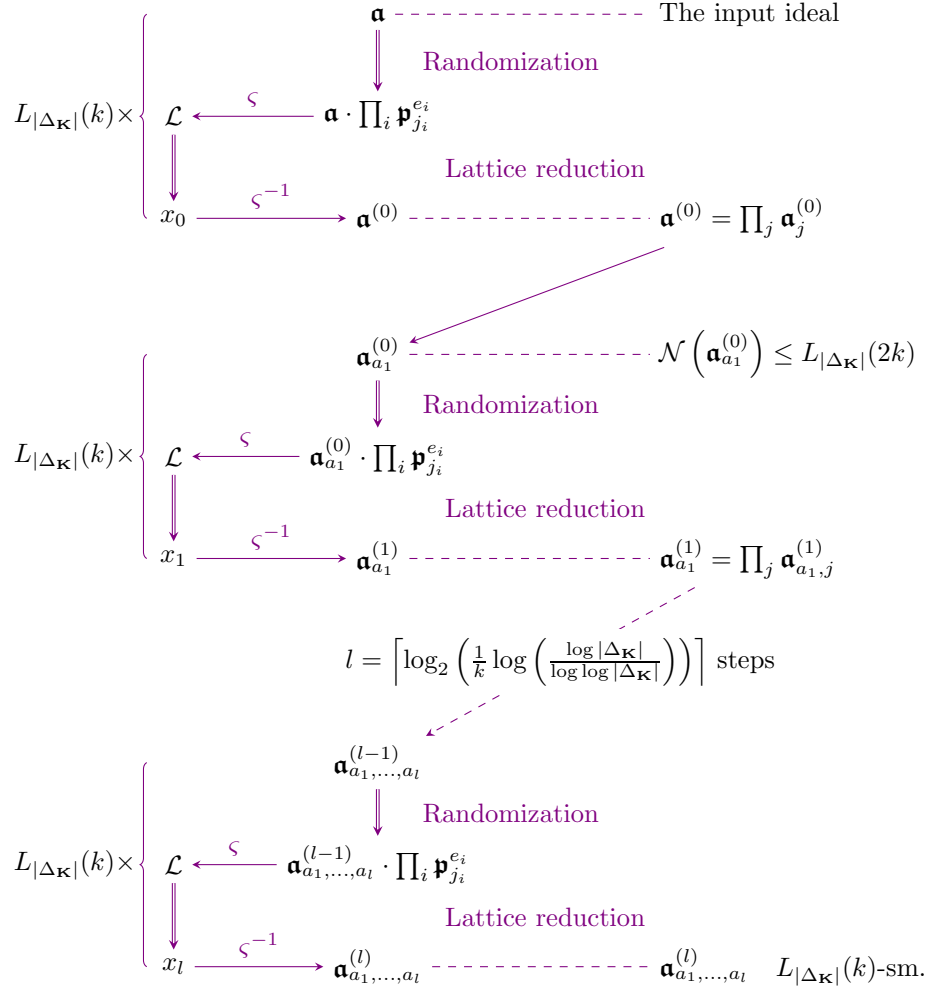 𝖆 The input ideal
Randomization
L_{|Δ_𝐊|}(k)× ℒ ς 𝖆 · ∏_i 𝖕_{j_i}^{e_i}
Lattice reduction
x_0 ς^{−1} 𝖆^{(0)} 𝖆^{(0)} = ∏_j 𝖆_j^{(0)}
𝖆_{a_1}^{(0)} 𝒩(𝖆_{a_1}^{(0)}) ≤ L_{|Δ_𝐊|}(2k)
Randomization
L_{|Δ_𝐊|}(k)× ℒ ς 𝖆_{a_1}^{(0)} · ∏_i 𝖕_{j_i}^{e_i}
Lattice reduction
x_1 ς^{−1} 𝖆_{a_1}^{(1)} 𝖆_{a_1}^{(1)} = ∏_j 𝖆_{a_1,j}^{(1)}
l = ⌈log_2 (\frac{1}{k} log (\frac{log |Δ_𝐊|}{log log |Δ_𝐊|}))⌉ steps
𝖆_{a_1,...,a_l}^{(l−1)}
Randomization
L_{|Δ_𝐊|}(k)× ℒ ς 𝖆_{a_1,...,a_l}^{(l−1)} · ∏_i 𝖕_{j_i}^{e_i}
Lattice reduction
x_l ς^{−1} 𝖆_{a_1,...,a_l}^{(l)} 𝖆_{a_1,...,a_l}^{(l)} L_{|Δ_𝐊|}(k)-sm.